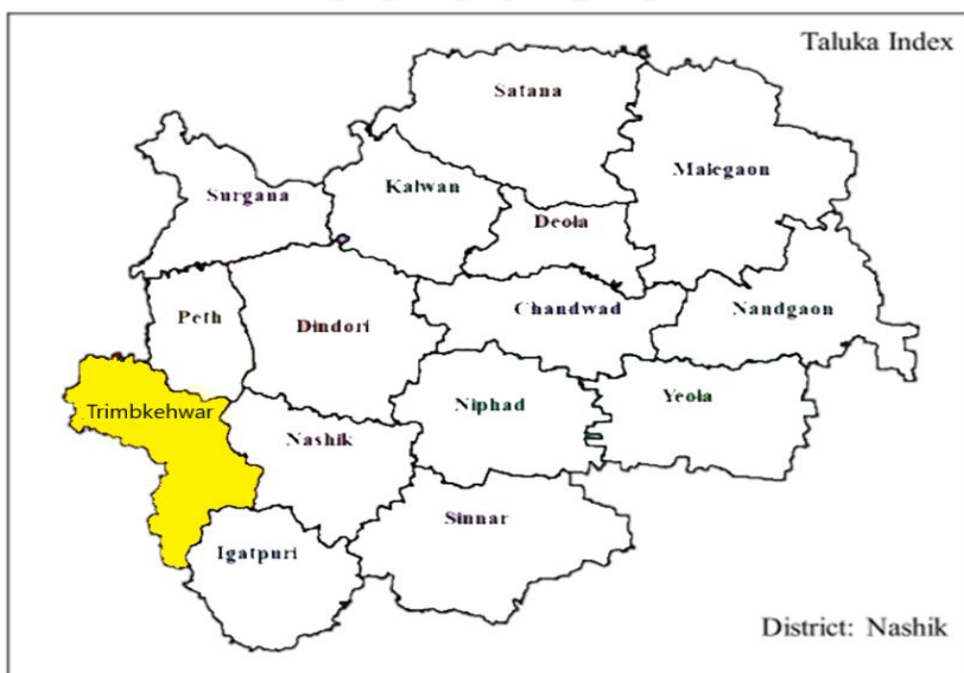 Taluka Index
Satana
Malegaon
Kalwan
Surgana
Deola
Chandwad
Nandgaon
Peth
Dindori
Trimbkehwar
Niphad
Yeola
Nashik
Sinnar
Igatpuri
District: Nashik